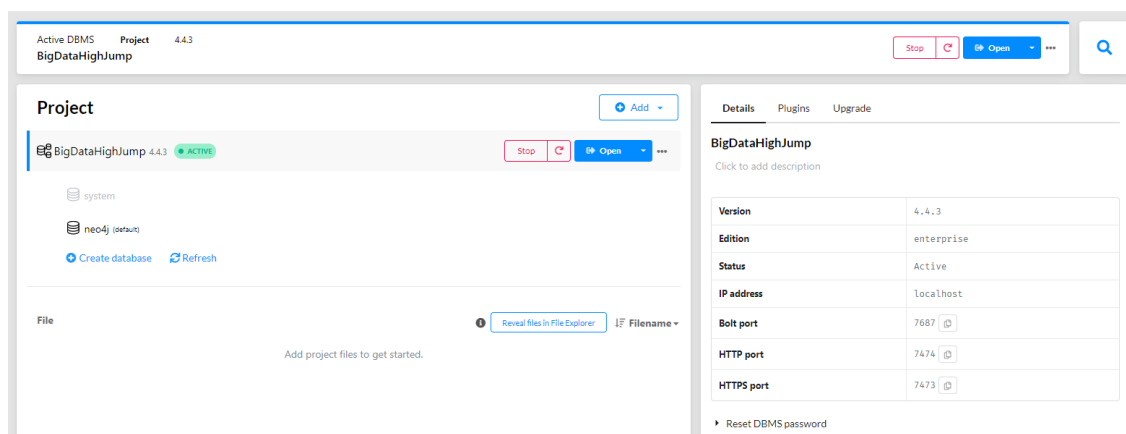 Active DBMS Project 4.4.3
BigDataHighJump
Stop Open
Project
Add
BigDataHighJump 4.4.3 ACTIVE
Stop Open
system
neo4j (default)
Create database Refresh
File
Reveal files in File Explorer Filename
Add project files to get started.
Details Plugins Upgrade
BigDataHighJump
Click to add description
Version 4.4.3
Edition enterprise
Status Active
IP address localhost
Bolt port 7687
HTTP port 7474
HTTPS port 7473
Reset DBMS password